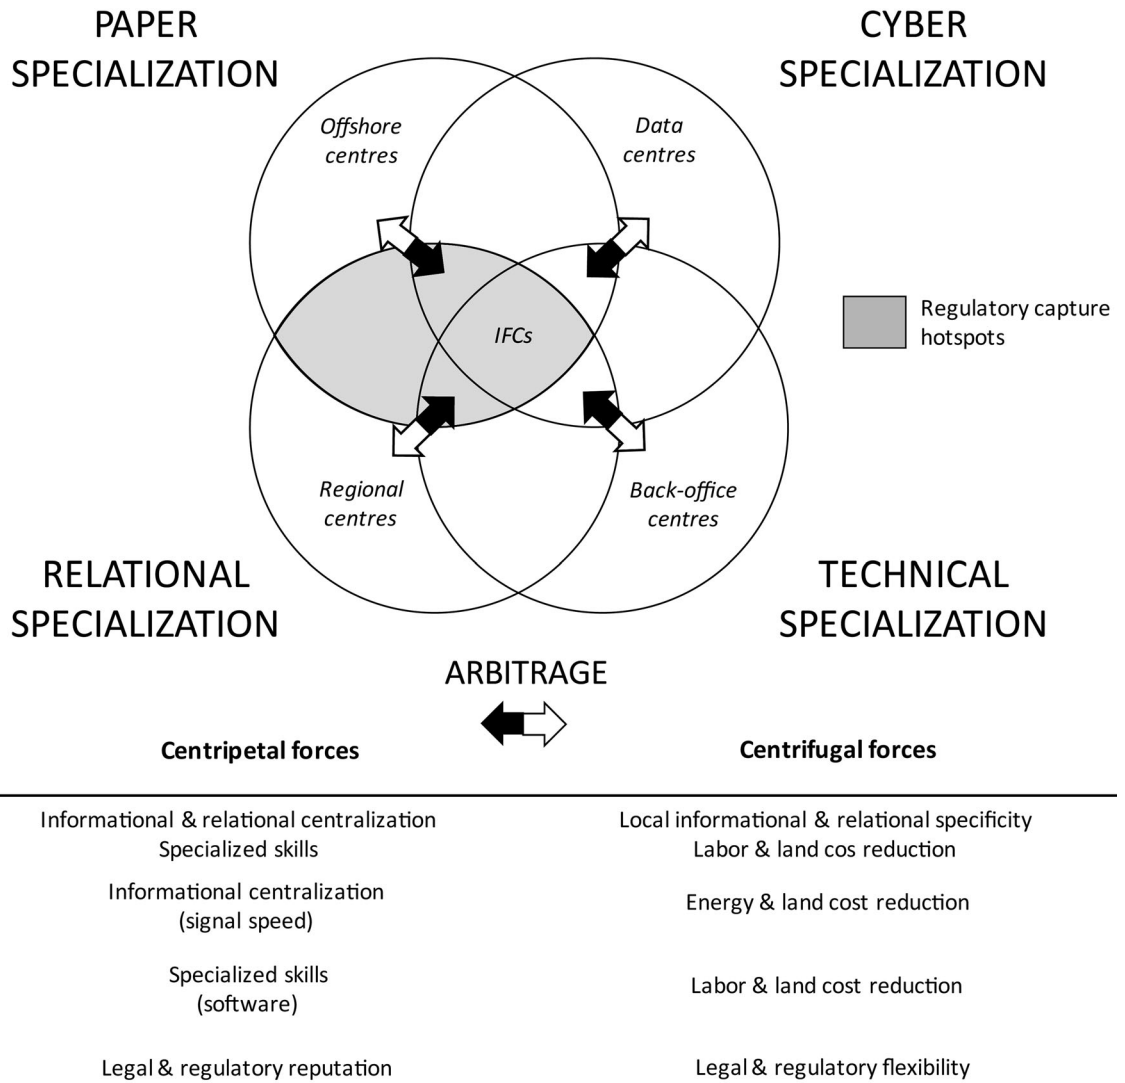 PAPER
SPECIALIZATION
CYBER
SPECIALIZATION
Offshore
centres
Data
centres
Regulatory capture
hotspots
IFCs
Regional
centres
Back-office
centres
RELATIONAL
SPECIALIZATION
TECHNICAL
SPECIALIZATION
ARBITRAGE
Centripetal forces
Centrifugal forces
Informational & relational centralization
Local informational & relational specificity
Specialized skills
Labor & land cos reduction
Informational centralization
(signal speed)
Energy & land cost reduction
Specialized skills
(software)
Labor & land cost reduction
Legal & regulatory reputation
Legal & regulatory flexibility